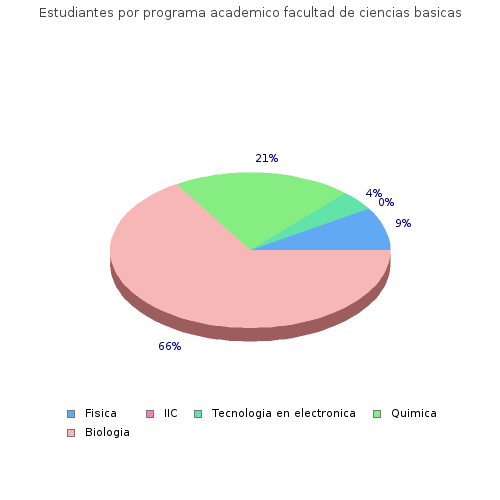 Estudiantes por programa academico facultad de ciencias basicas
21%
4%
0%
9%
66%
Fisica IIC Tecnologia en electronica Quimica
Biologia